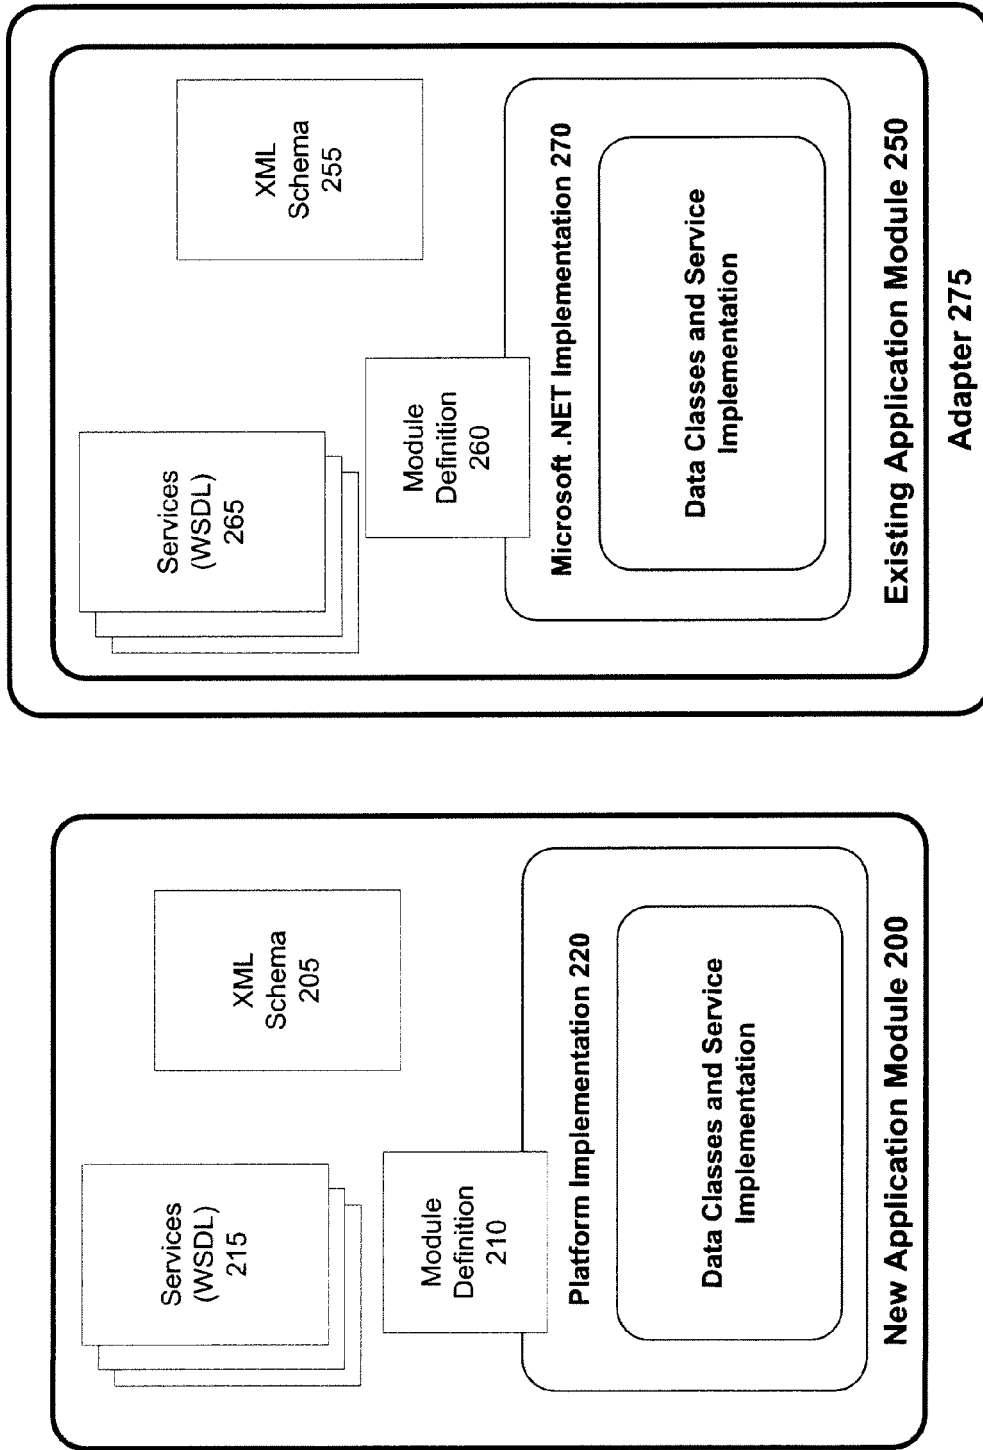 Services
(WSDL)
215
XML
Schema
205
Module
Definition
210
Platform Implementation 220
Data Classes and Service
Implementation
New Application Module 200
Services
(WSDL)
265
XML
Schema
255
Module
Definition
260
Microsoft .NET Implementation 270
Data Classes and Service
Implementation
Existing Application Module 250
Adapter 275